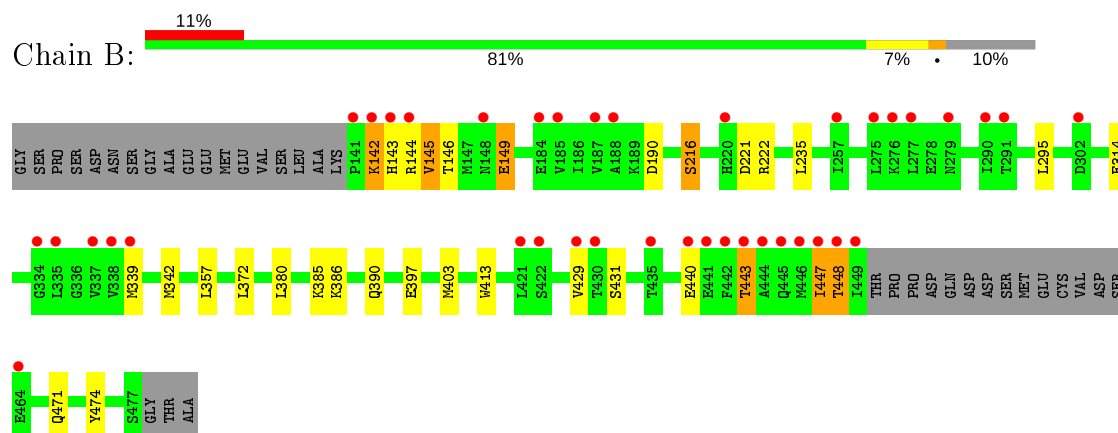 11%
Chain B:
81% 7% • 10%
GLY SER PRO SER ASP ASN SER GLY ALA GLU GLU MET GLU VAL SER LEU ALA LYS P141 K142 H143 R144 V145 T146 M147 N148 E149 E184 V185 I186 V187 A188 K189 D190 S216 H220 D221 R222 L235 I257 L275 K276 L277 E278 N279 I290 T291 L295 D302
G334 L335 G336 V337 V338 M339 M342 L357 L372 L380 K385 K386 Q390 E397 M403 W413 L421 S422 V429 T430 S431 T435 E440 E441 F442 T443 A444 Q445 M446 I447 T448 I449 THR PRO PRO ASP GLN ASP ASP SER MET GLU CYS VAL ASP SER
E464 Q471 Y474 S477 GLY THR ALA